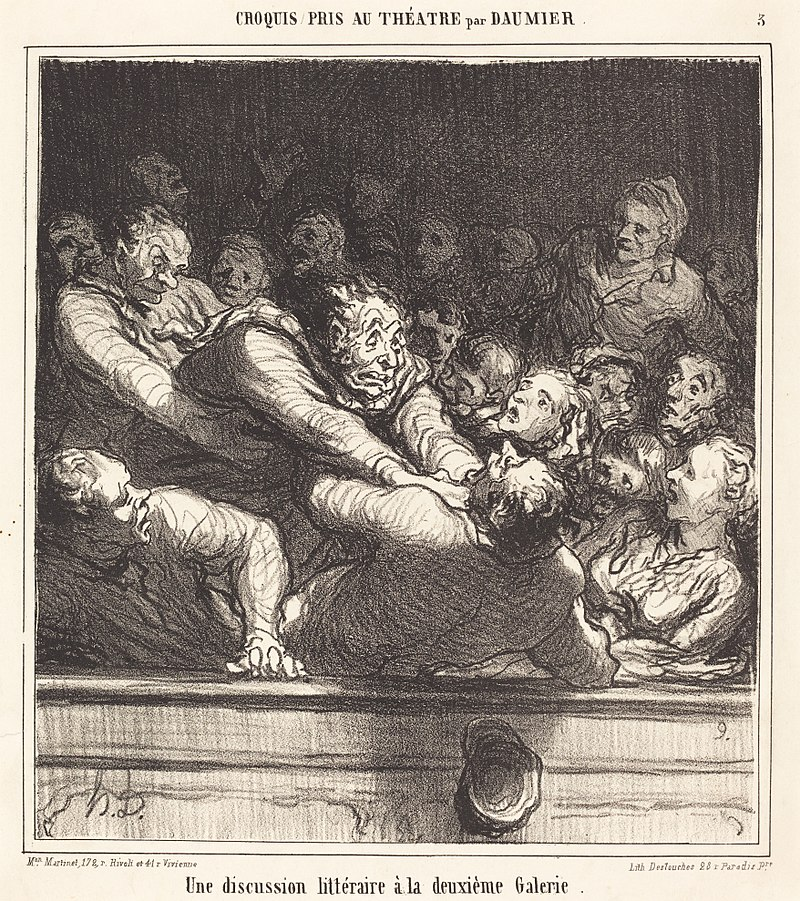 CROQUIS PRIS AU THÉATRE par DAUMIER .
3
9.
h.D.
Mon Martinet, 172, r. Rivoli et 41 r Vivienne
Lith Destouches 28 r Paradis Pre
Une discussion littéraire à la deuxième Galerie .